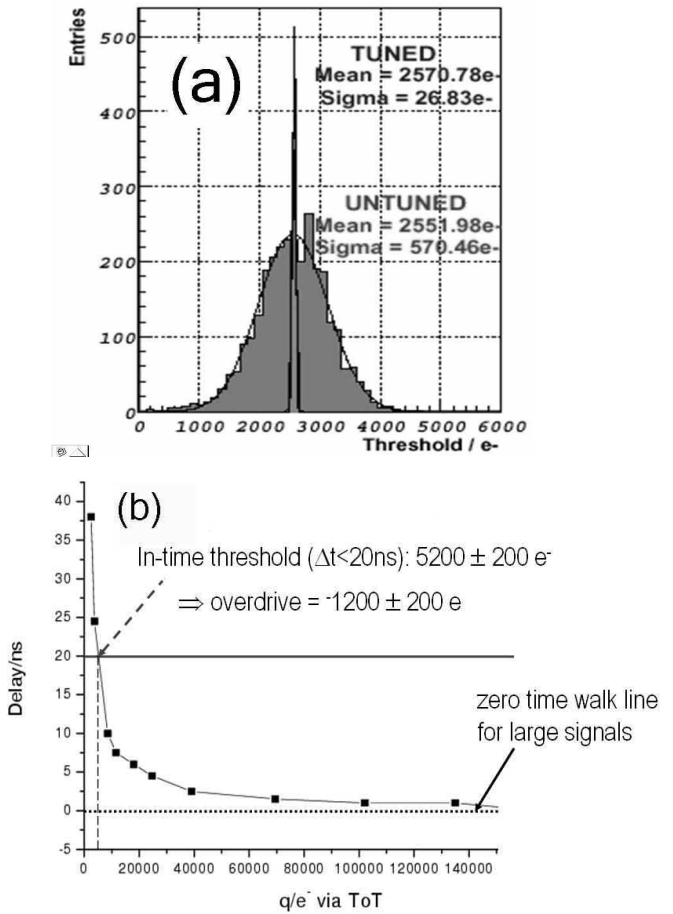 Entries
500
400
300
200
100
0
(a)
TUNED
Mean = 2570.78e-
Sigma = 26.83e-
UNTUNED
Mean = 2551.98e-
Sigma = 570.46e-
0 1000 2000 3000 4000 5000 6000
Threshold / e-
(b)
In-time threshold (Δt<20ns): 5200 ± 200 e-
⇒ overdrive = -1200 ± 200 e
zero time walk line
for large signals
Delay/ns
40
35
30
25
20
15
10
5
0
-5
0 20000 40000 60000 80000 100000 120000 140000
q/e- via ToT